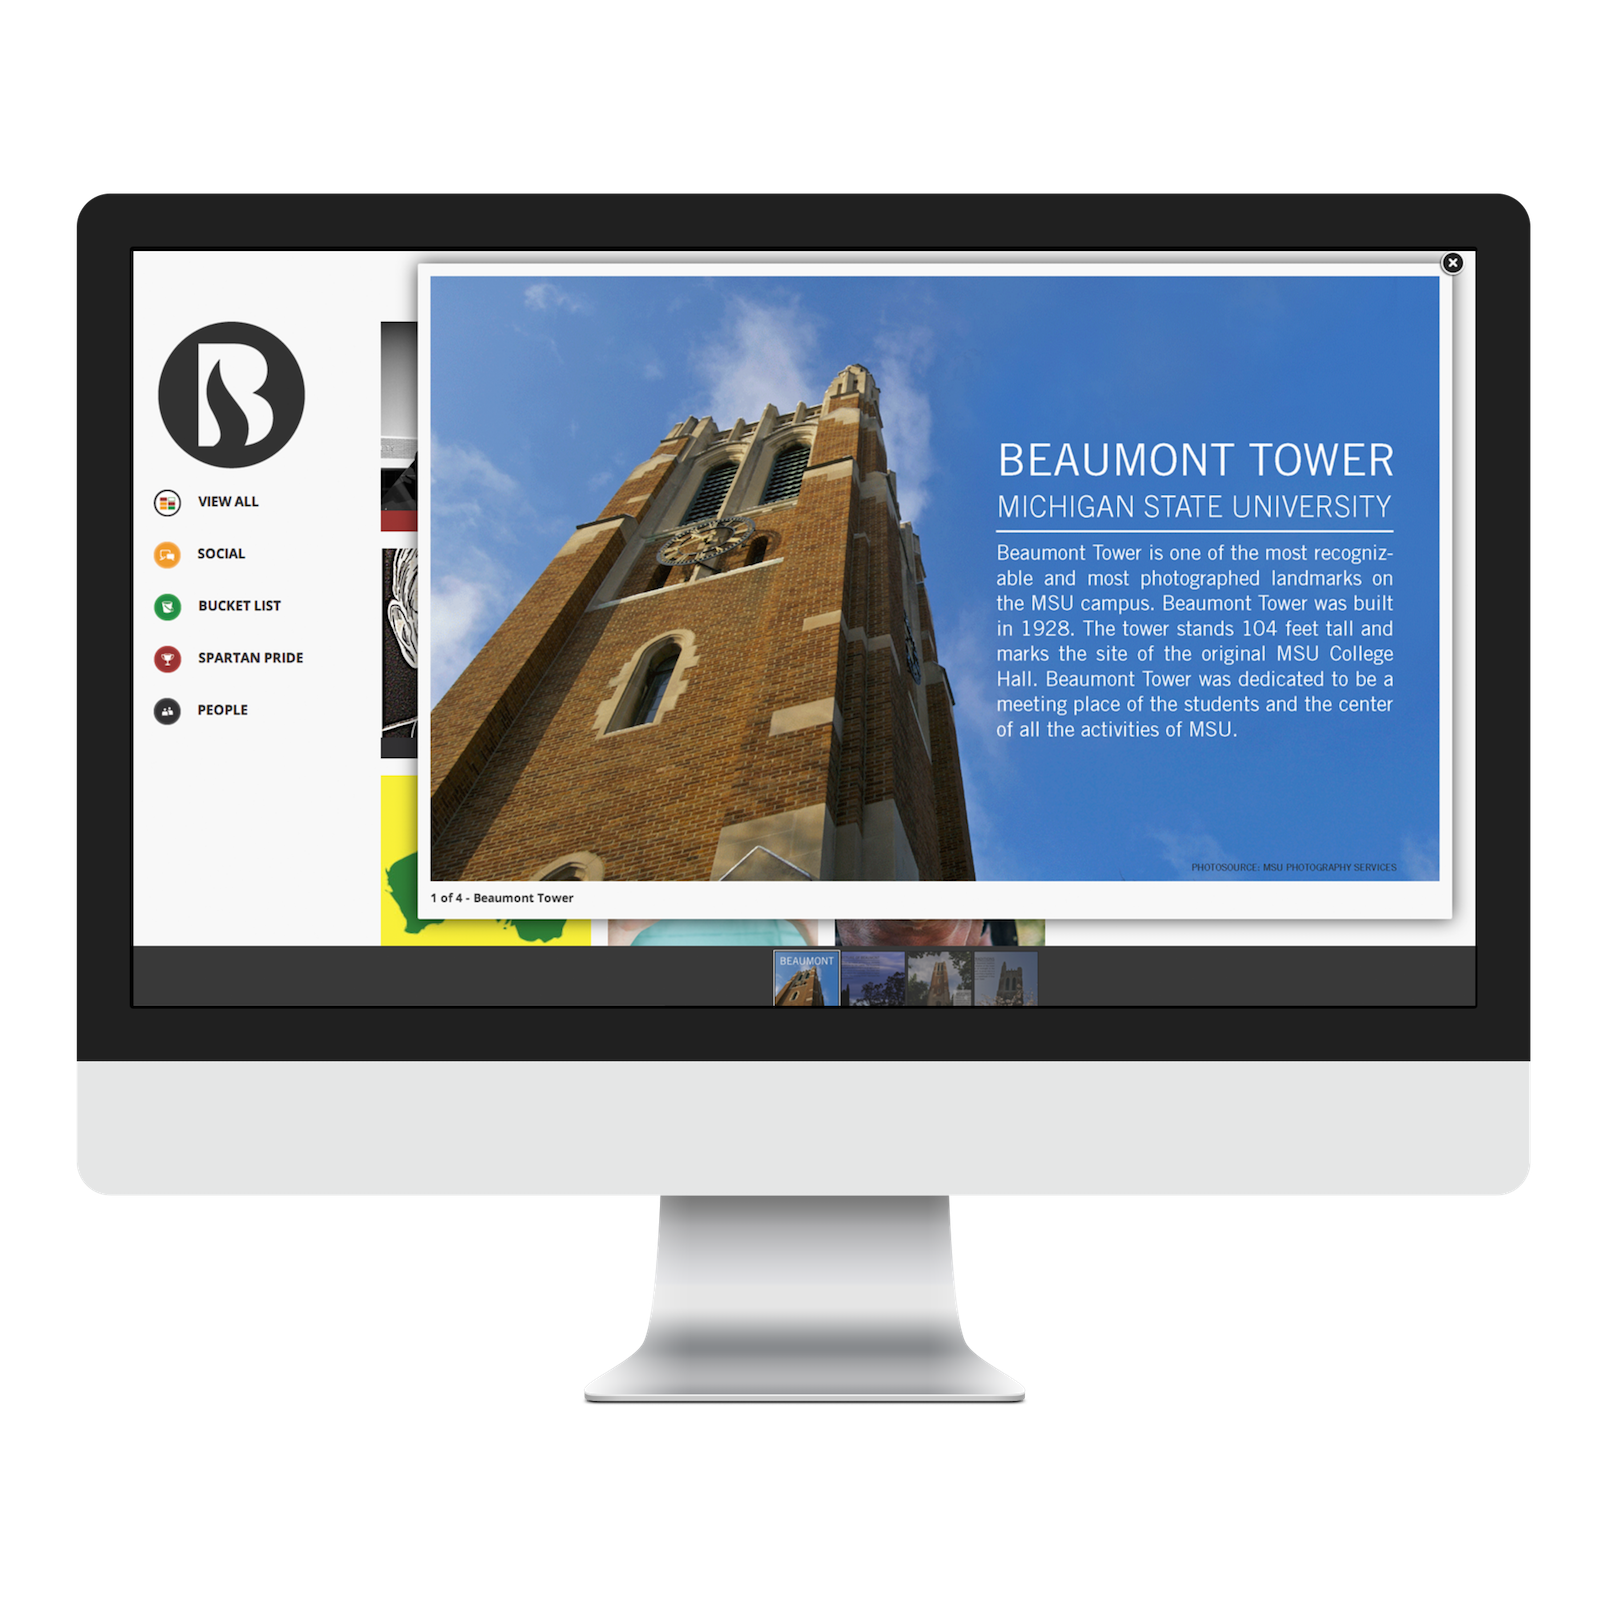 B
VIEW ALL
SOCIAL
BUCKET LIST
SPARTAN PRIDE
PEOPLE
BEAUMONT TOWER
MICHIGAN STATE UNIVERSITY
Beaumont Tower is one of the most recogniz-
able and most photographed landmarks on
the MSU campus. Beaumont Tower was built
in 1928. The tower stands 104 feet tall and
marks the site of the original MSU College
Hall. Beaumont Tower was dedicated to be a
meeting place of the students and the center
of all the activities of MSU.
PHOTOSOURCE: MSU PHOTOGRAPHY SERVICES
1 of 4 - Beaumont Tower
BEAUMONT